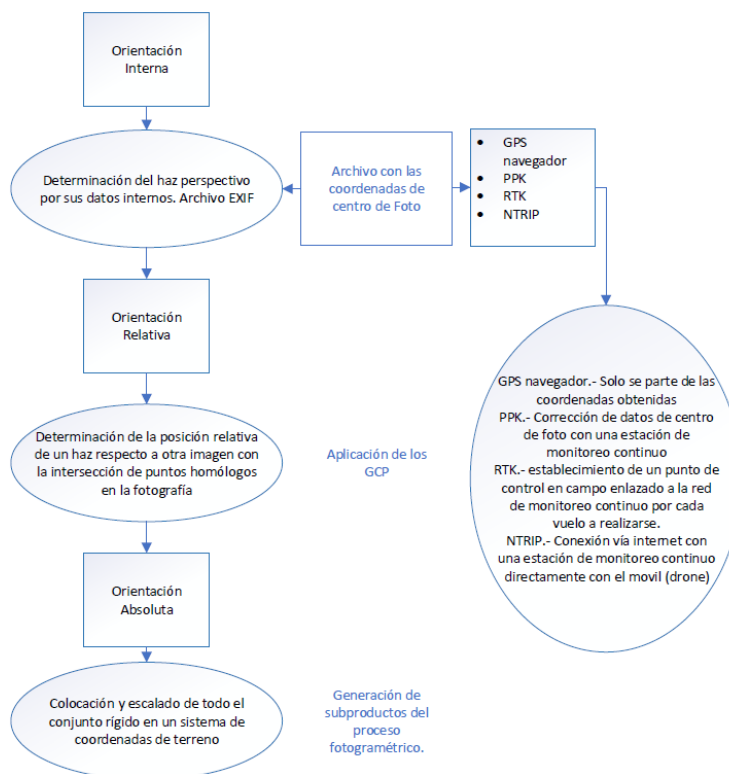 Orientación
Interna
Determinación del haz perspectivo
por sus datos internos. Archivo EXIF
Archivo con las
coordenadas de
centro de Foto
• GPS
navegador
• PPK
• RTK
• NTRIP
Orientación
Relativa
Determinación de la posición relativa
de un haz respecto a otra imagen con
la intersección de puntos homólogos
en la fotografía
Aplicación de los
GCP
GPS navegador.- Solo se parte de las
coordenadas obtenidas
PPK.- Corrección de datos de centro
de foto con una estación de
monitoreo continuo
RTK.- establecimiento de un punto de
control en campo enlazado a la red
de monitoreo continuo por cada
vuelo a realizarse.
NTRIP.- Conexión vía internet con
una estación de monitoreo continuo
directamente con el movil (drone)
Orientación
Absoluta
Colocación y escalado de todo el
conjunto rígido en un sistema de
coordenadas de terreno
Generación de
subproductos del
proceso
fotogramétrico.